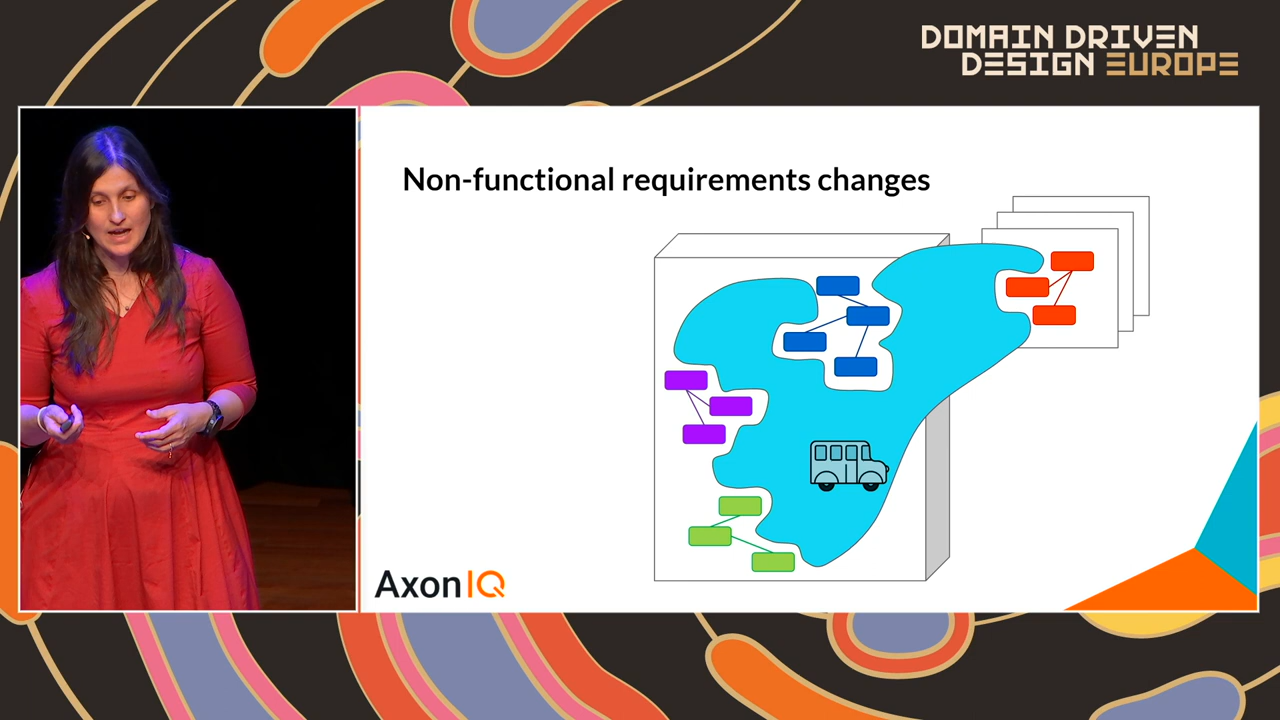 DOMAIN DRIVEN
DESIGN EUROPE
Non-functional requirements changes
AxonIQ